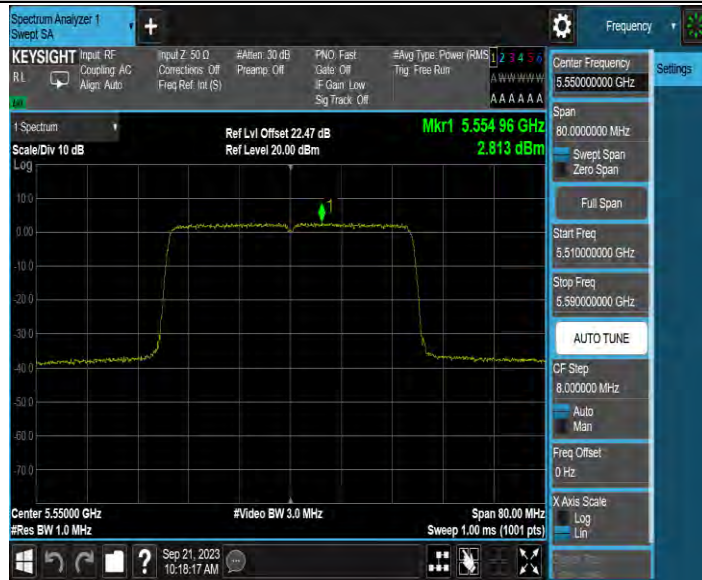 Spectrum Analyzer 1
Swept SA
+
Frequency
KEYSIGHT
RL
Input: RF
Coupling: AC
Align: Auto
Input Z: 50 Ω
Corrections: Off
Freq Ref: Int (S)
#Atten: 30 dB
Preamp: Off
PNO: Fast
Gate: Off
IF Gain: Low
Sig Track: Off
#Avg Type: Power (RMS
Trig: Free Run
1 2 3 4 5 6
A W W W W W
A A A A A A
1 Spectrum
Scale/Div 10 dB
Log
Ref Lvl Offset 22.47 dB
Ref Level 20.00 dBm
Mkr1 5.554 96 GHz
2.813 dBm
1
10.0
0.00
-10.0
-20.0
-30.0
-40.0
-50.0
-60.0
-70.0
Center 5.55000 GHz
#Res BW 1.0 MHz
#Video BW 3.0 MHz
Span 80.00 MHz
Sweep 1.00 ms (1001 pts)
Center Frequency
5.550000000 GHz
Settings
Span
80.0000000 MHz
Swept Span
Zero Span
Full Span
Start Freq
5.510000000 GHz
Stop Freq
5.590000000 GHz
AUTO TUNE
CF Step
8.000000 MHz
Auto
Man
Freq Offset
0 Hz
X Axis Scale
Log
Lin
?
Sep 21, 2023
10:18:17 AM